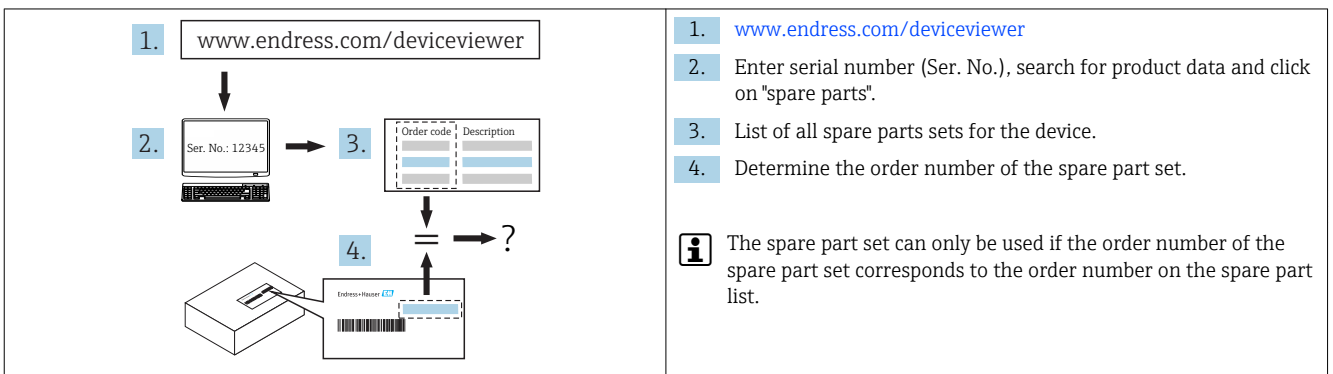 1. www.endress.com/deviceviewer
2. Ser. No.: 12345
3. Order code Description
= ?
4.
Endress+Hauser EH
1. www.endress.com/deviceviewer
2. Enter serial number (Ser. No.), search for product data and click
on "spare parts".
3. List of all spare parts sets for the device.
4. Determine the order number of the spare part set.
i The spare part set can only be used if the order number of the
spare part set corresponds to the order number on the spare part
list.